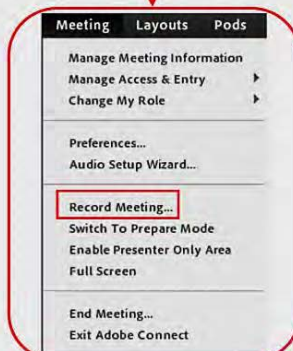 Meeting Layouts Pods
Manage Meeting Information
Manage Access & Entry
Change My Role
Preferences...
Audio Setup Wizard...
Record Meeting...
Switch To Prepare Mode
Enable Presenter Only Area
Full Screen
End Meeting...
Exit Adobe Connect